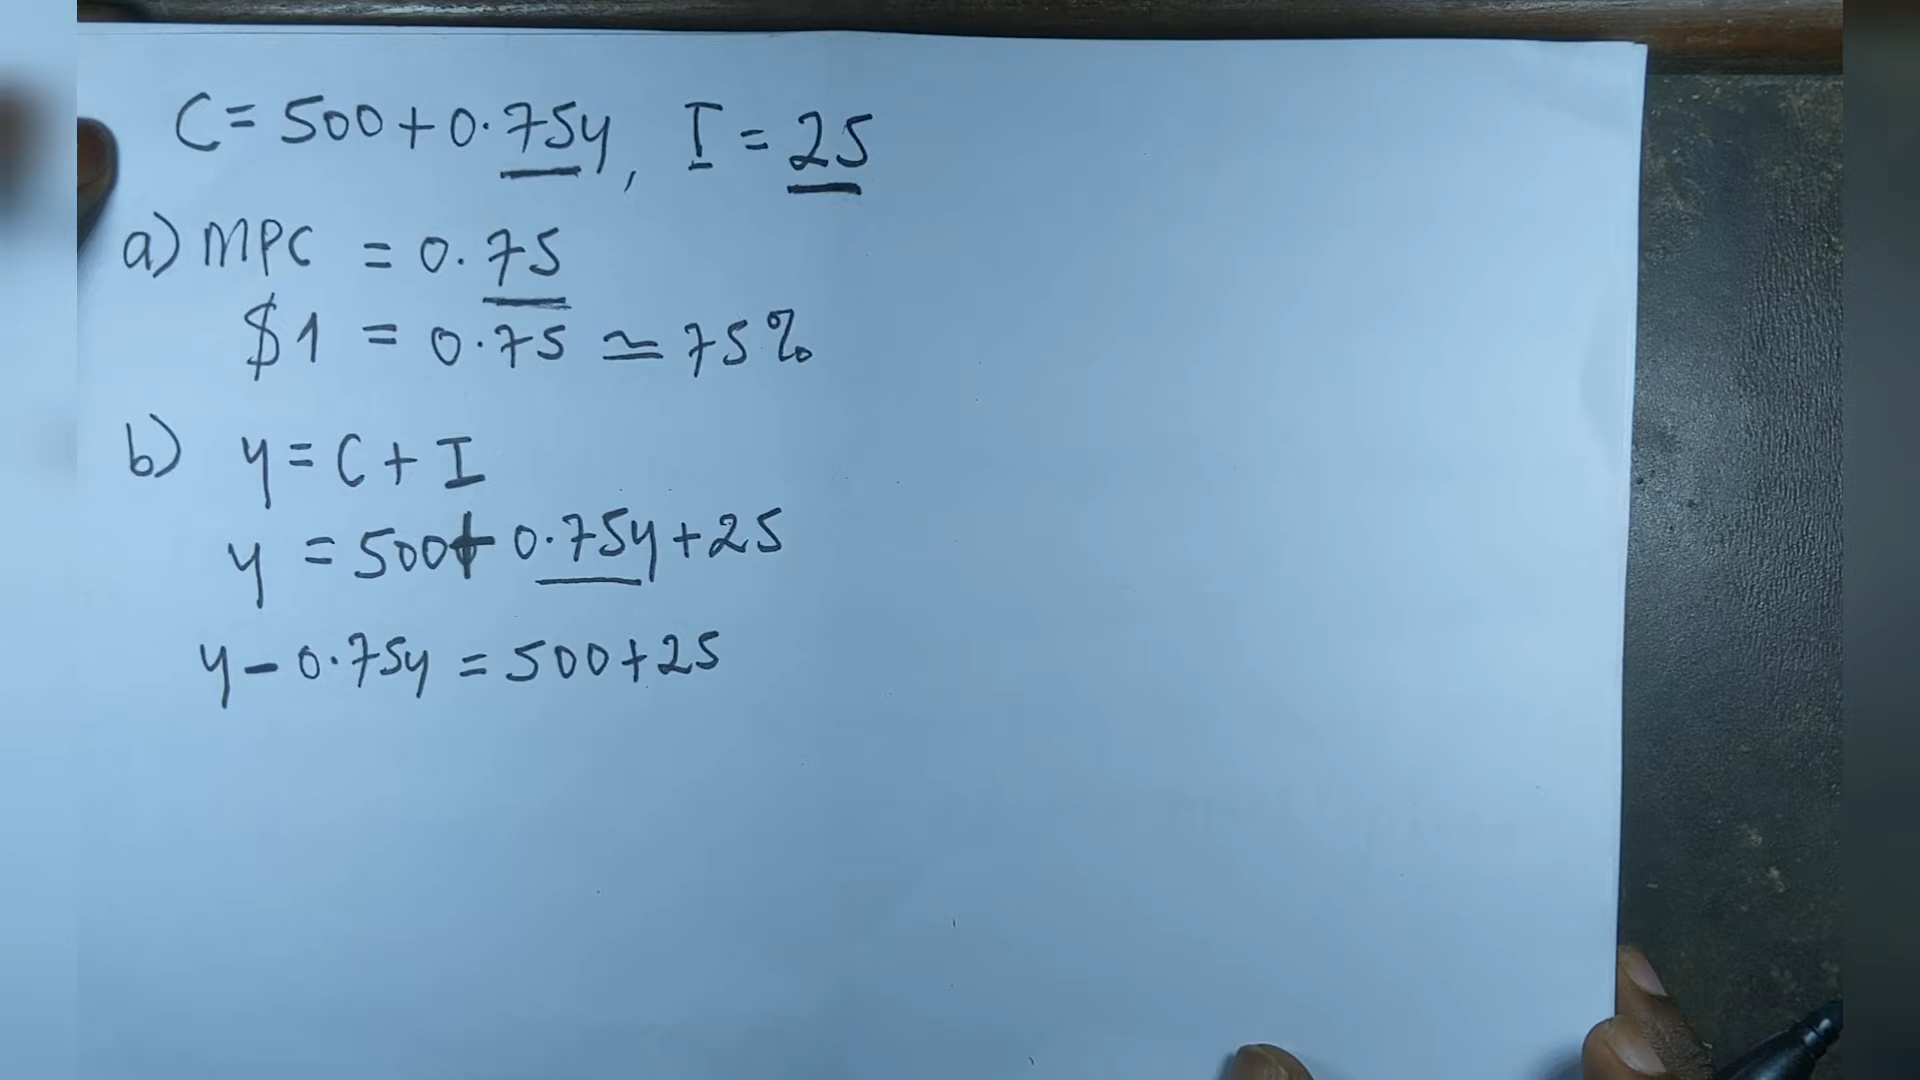 C = 500 + 0.75y, I = 25
a) MPC = 0.75
$1 = 0.75 ≃ 75%
b) y = C + I
y = 500 + 0.75y + 25
y - 0.75y = 500 + 25